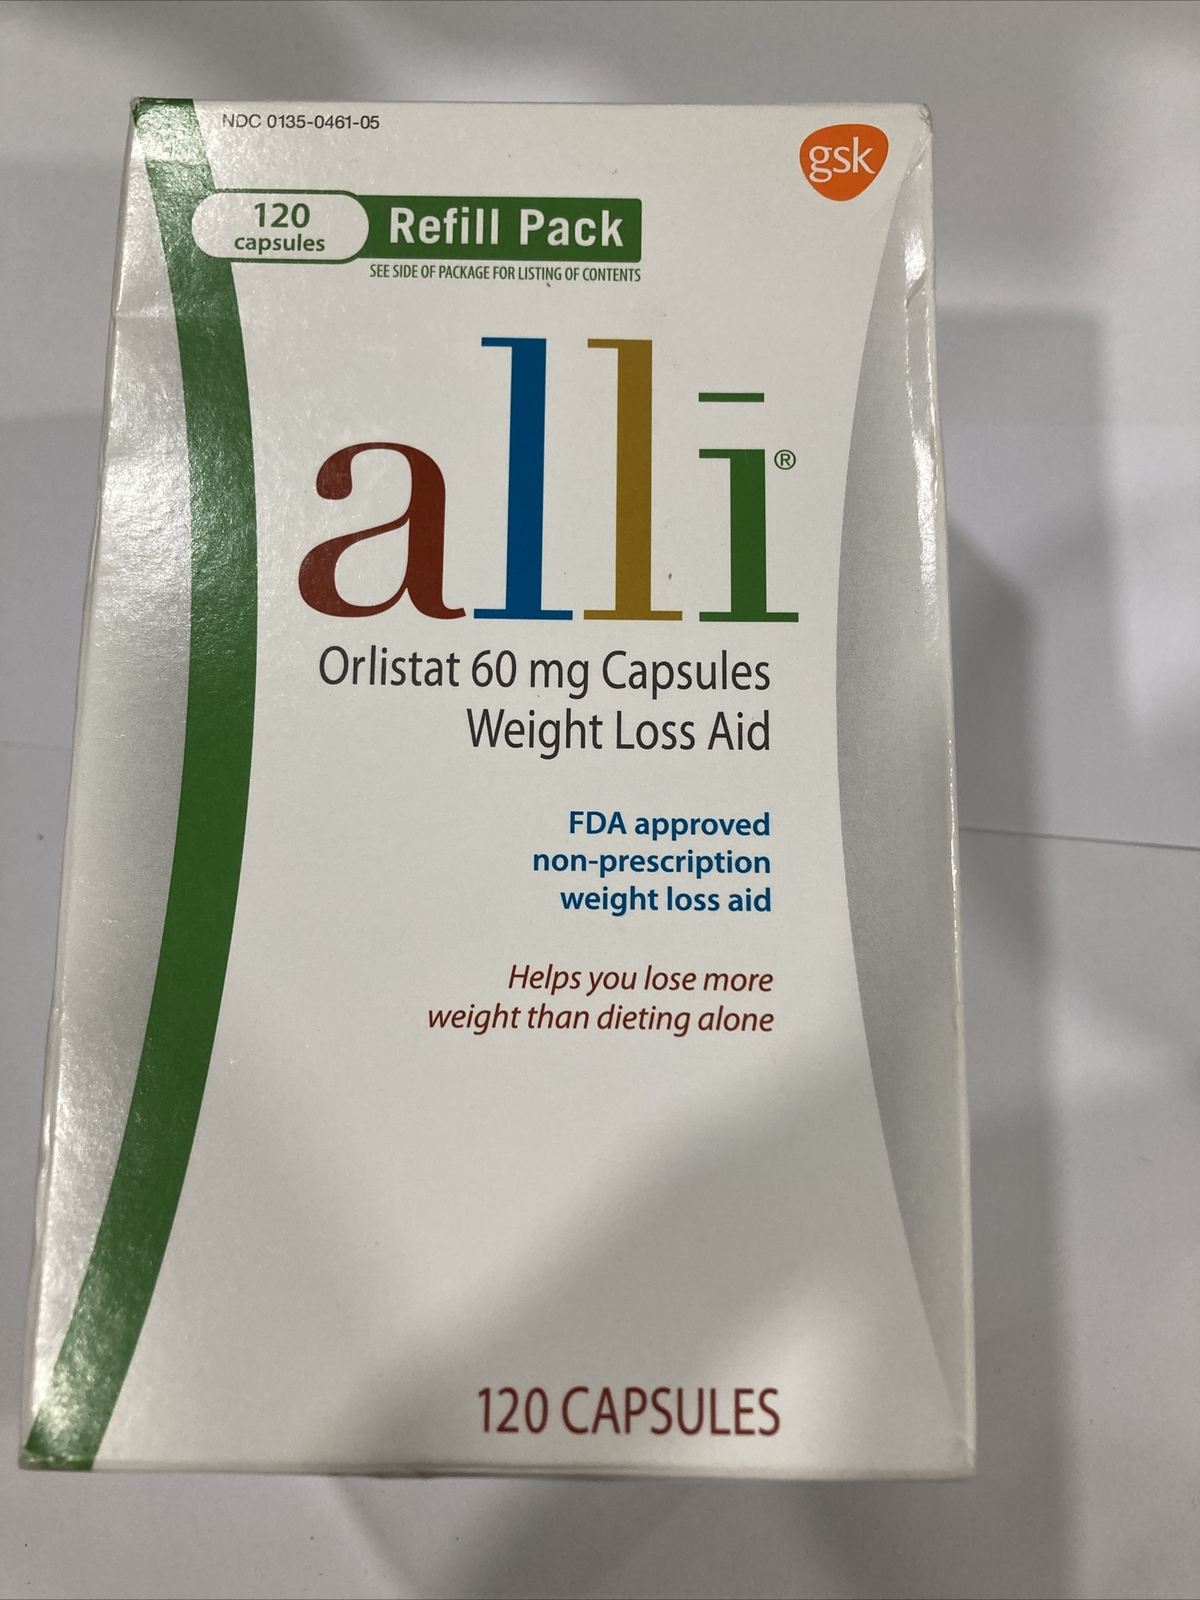 NDC 0135-0461-05
gsk
120
capsules
Refill Pack
SEE SIDE OF PACKAGE FOR LISTING OF CONTENTS
allī®
Orlistat 60 mg Capsules
Weight Loss Aid
FDA approved
non-prescription
weight loss aid
Helps you lose more
weight than dieting alone
120 CAPSULES